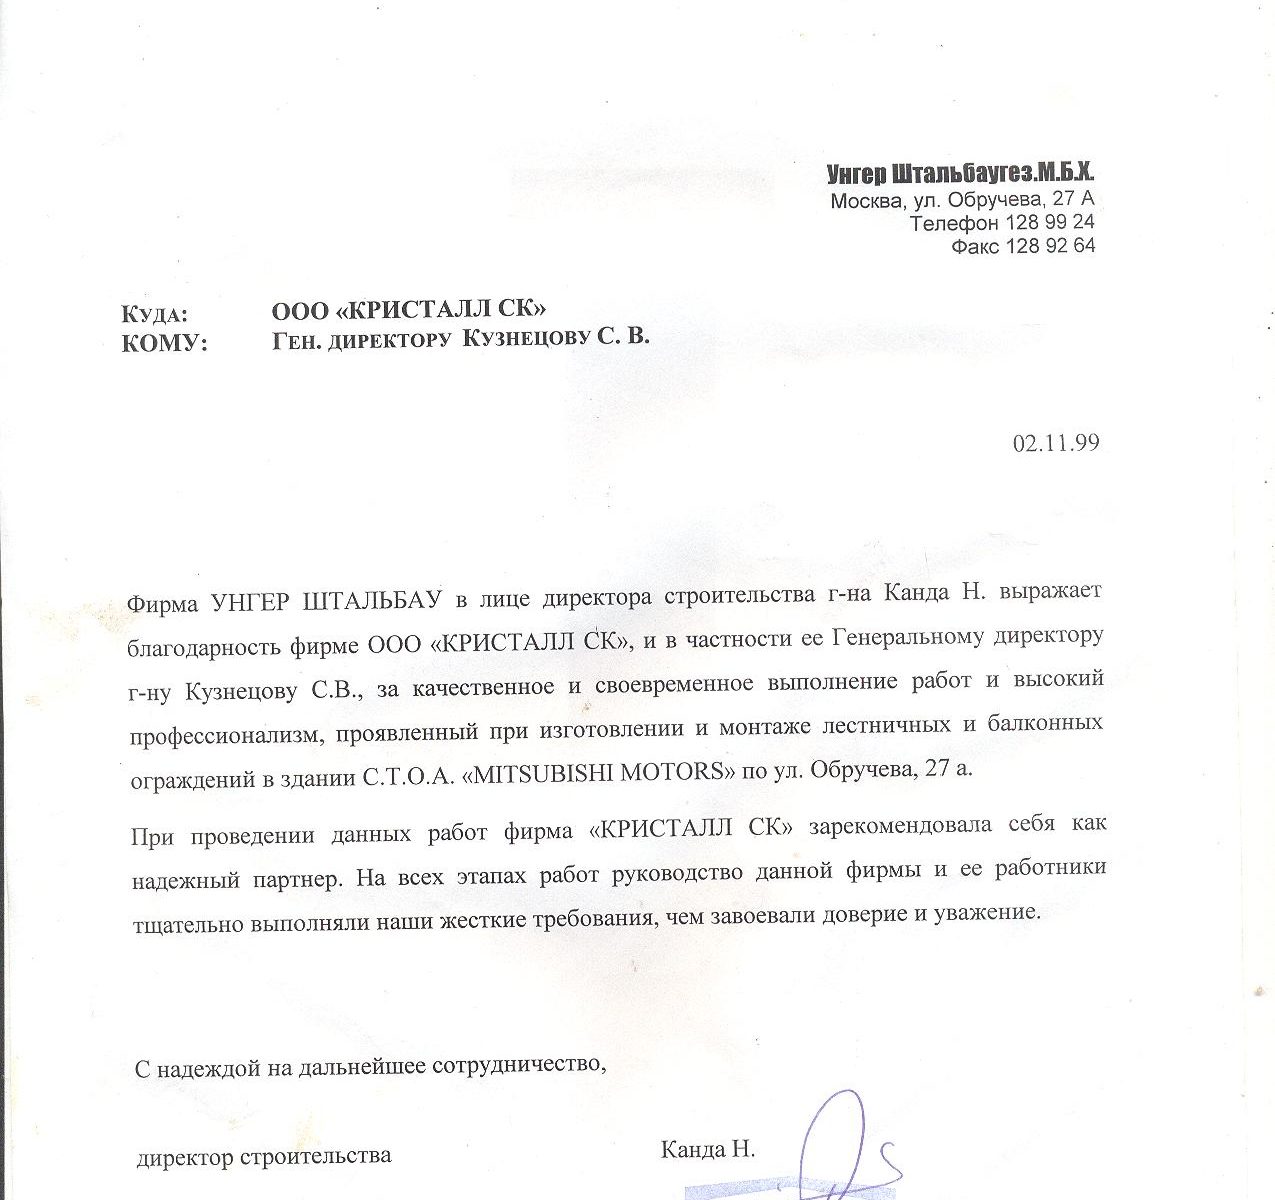 Унгер Штальбаугез.М.Б.Х.
Москва, ул. Обручева, 27 А
Телефон 128 99 24
Факс 128 92 64
КУДА: ООО «КРИСТАЛЛ СК»
КОМУ: ГЕН. ДИРЕКТОРУ КУЗНЕЦОВУ С. В.
02.11.99
Фирма УНГЕР ШТАЛЬБАУ в лице директора строительства г-на Канда Н. выражает
благодарность фирме ООО «КРИСТАЛЛ СК», и в частности ее Генеральному директору
г-ну Кузнецову С.В., за качественное и своевременное выполнение работ и высокий
профессионализм, проявленный при изготовлении и монтаже лестничных и балконных
ограждений в здании С.Т.О.А. «MITSUBISHI MOTORS» по ул. Обручева, 27 а.
При проведении данных работ фирма «КРИСТАЛЛ СК» зарекомендовала себя как
надежный партнер. На всех этапах работ руководство данной фирмы и ее работники
тщательно выполняли наши жесткие требования, чем завоевали доверие и уважение.
С надеждой на дальнейшее сотрудничество,
директор строительства Канда Н.